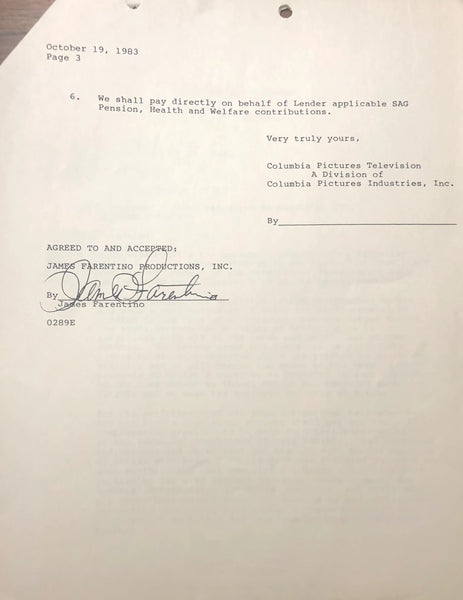 October 19, 1983
Page 3
6. We shall pay directly on behalf of Lender applicable SAG
Pension, Health and Welfare contributions.
Very truly yours,
Columbia Pictures Television
A Division of
Columbia Pictures Industries, Inc.
By
AGREED TO AND ACCEPTED:
JAMES FARENTINO PRODUCTIONS, INC.
By James Farentino
James Farentino
0289E